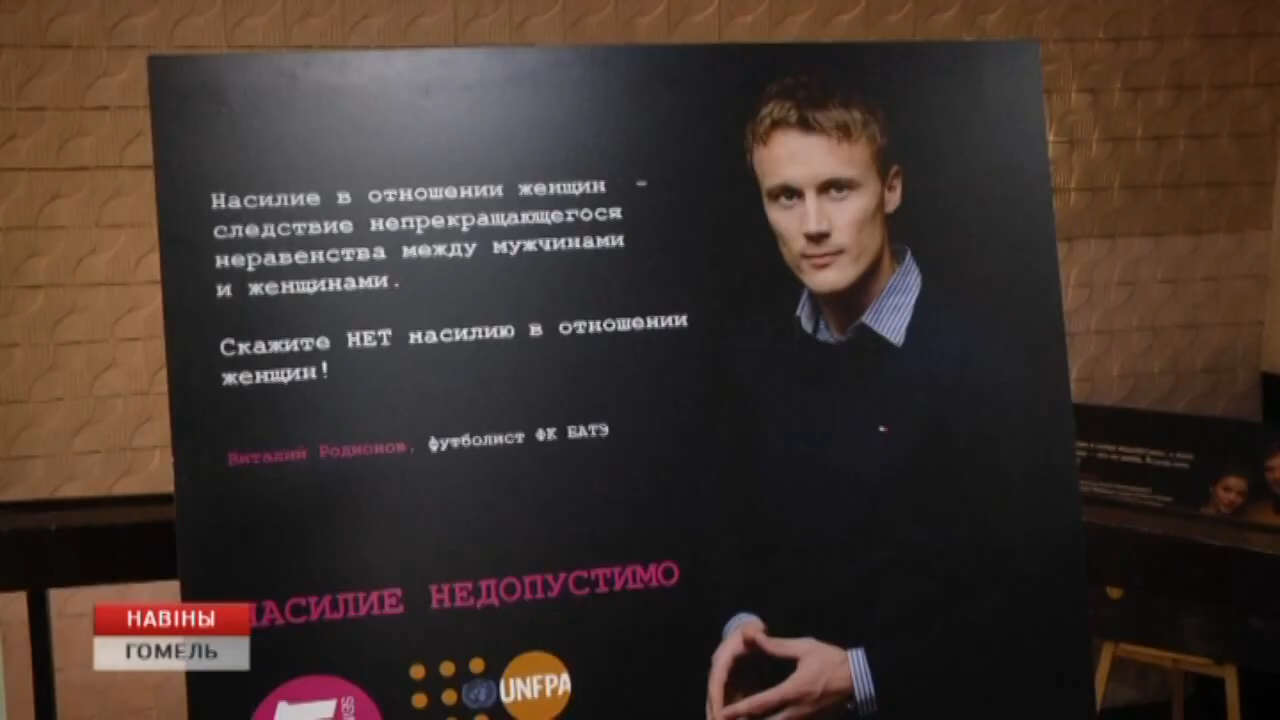 Насилие в отношении женщин -
следствие непрекращающегося
неравенства между мужчинами
и женщинами.
Скажите НЕТ насилию в отношении
женщин!
Виталий Родионов, футболист ФК БАТЭ
НАСИЛИЕ НЕДОПУСТИМО
НАВІНЫ
ГОМЕЛЬ
UNFPA